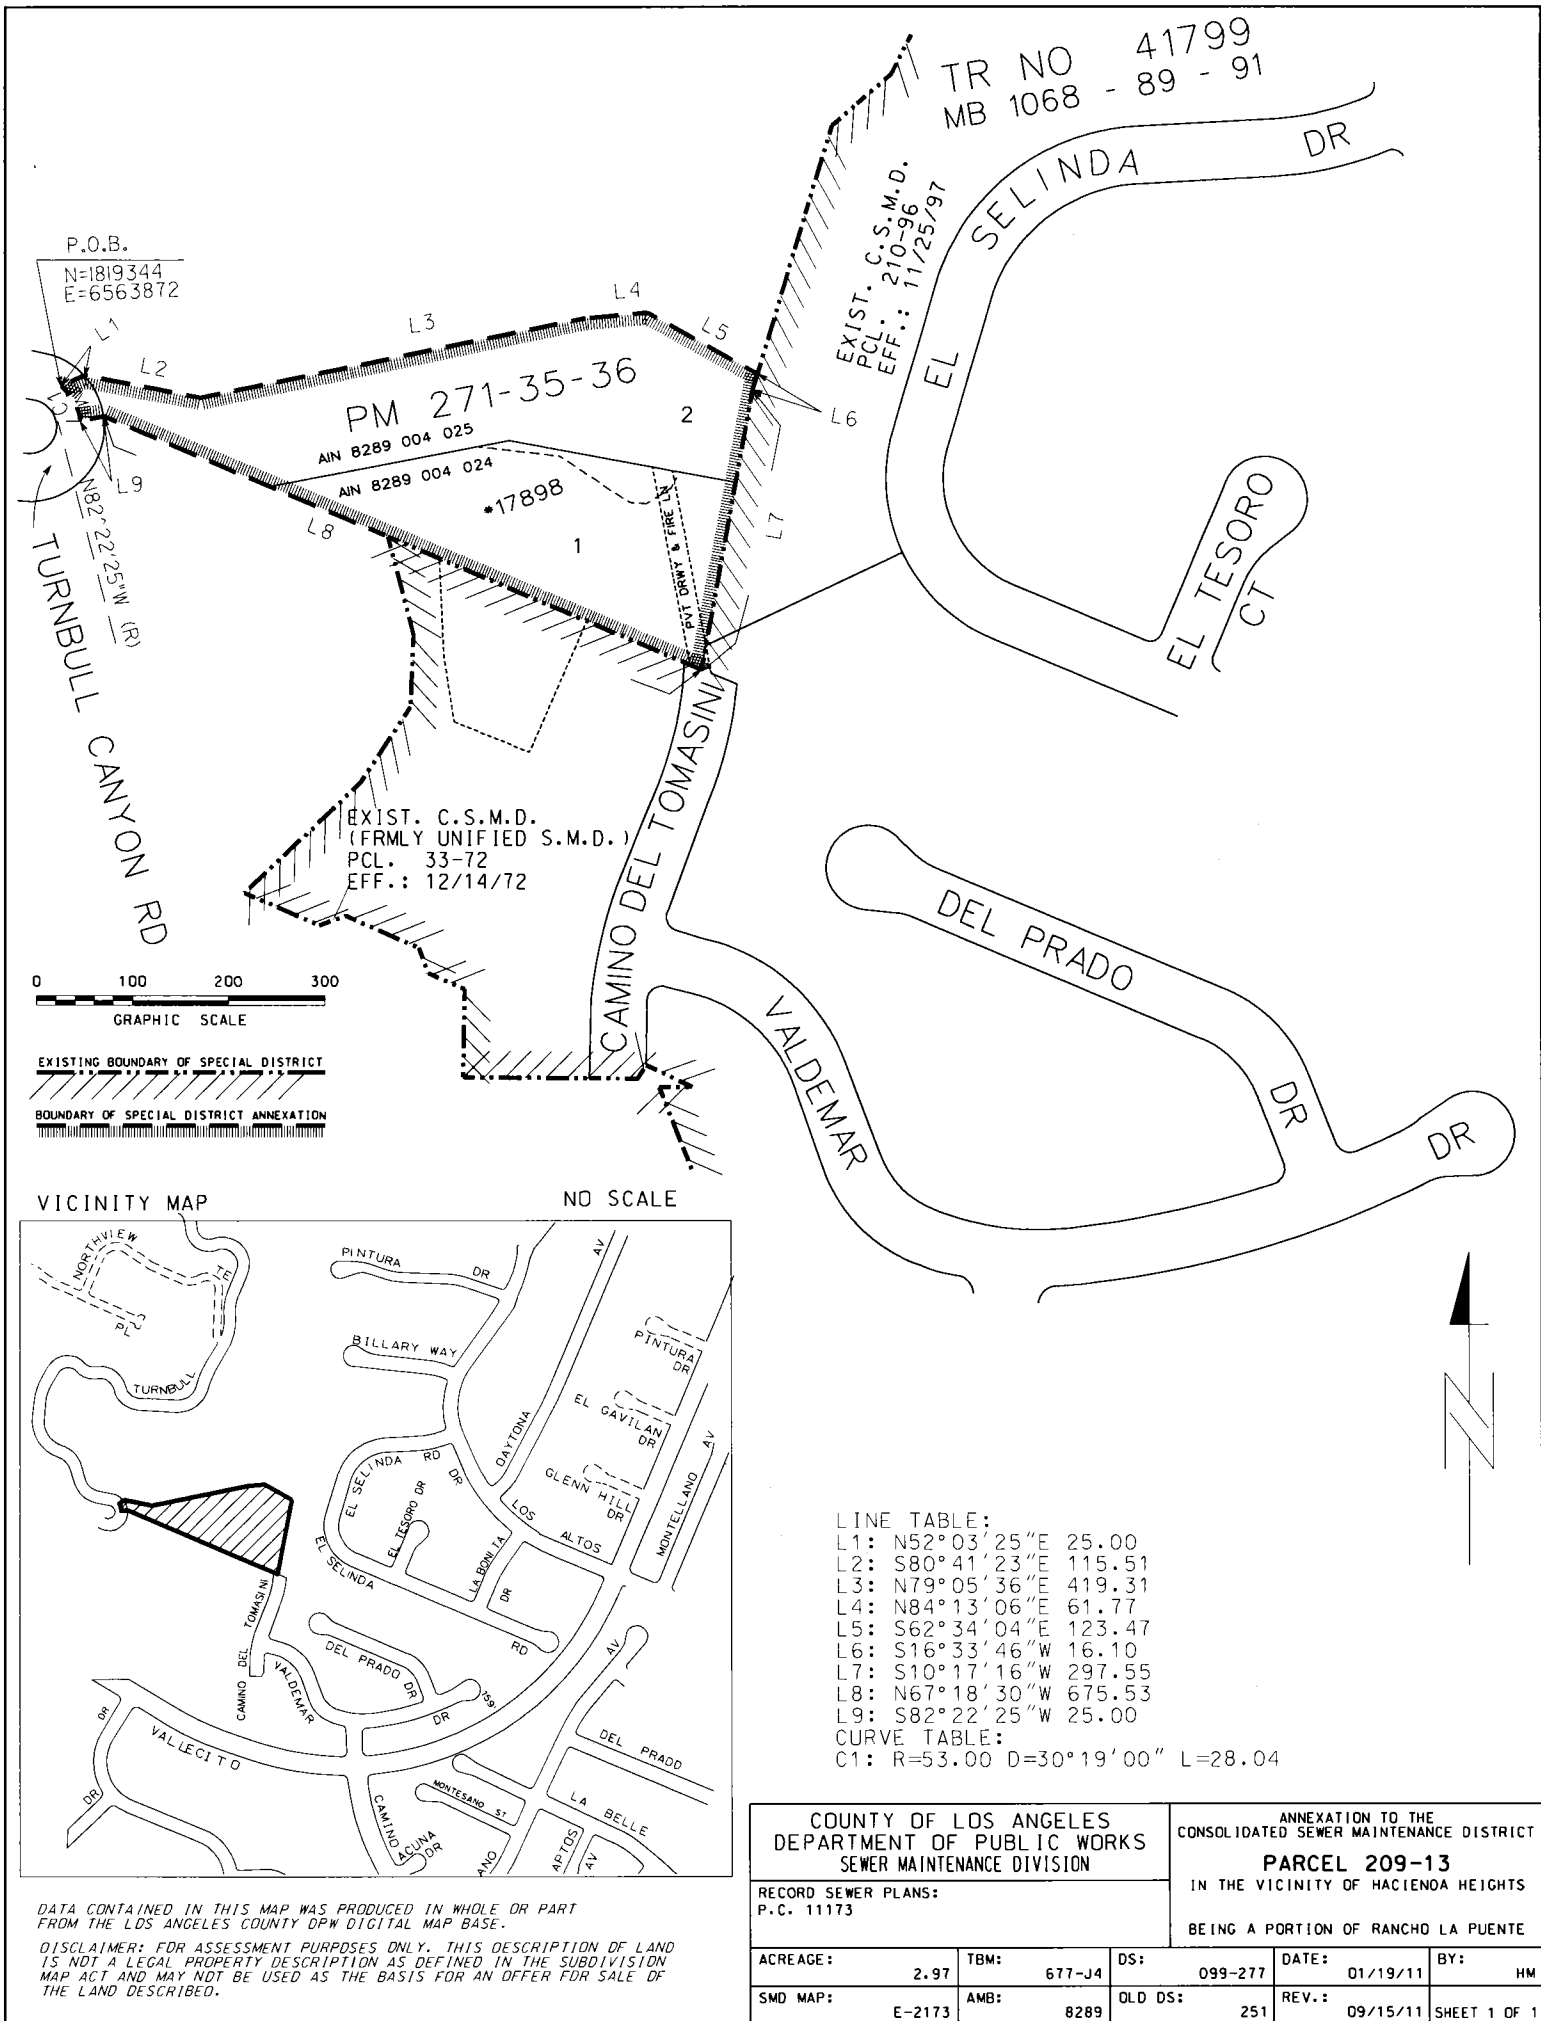 TR NO 41799
MB 1068 - 89 - 91
EL SELINDA DR
EXIST. C.S.M.D.
PCL. 210-96
EFF.: 11/25/97
P.O.B.
N=1819344
E=6563872
L1
L2
L3
L4
L5
L6
L7
L8
L9
C1
PM 271-35-36
AIN 8289 004 025
2
AIN 8289 004 024
*17898
1
PVT DRWY & FIRE LN
N82°22'25"W (R)
TURNBULL CANYON RD
EL TESORO CT
CAMINO DEL TOMASINI
EXIST. C.S.M.D.
(FRMLY UNIFIED S.M.D.)
PCL. 33-72
EFF.: 12/14/72
DEL PRADO DR
VALDEMAR DR
0 100 200 300
GRAPHIC SCALE
EXISTING BOUNDARY OF SPECIAL DISTRICT
BOUNDARY OF SPECIAL DISTRICT ANNEXATION
VICINITY MAP NO SCALE
NORTHVIEW
TE
PL
TURNBULL
PINTURA DR
BILLARY WAY
AV
DAYTONA
PINTURA
DR
EL GAVILAN
DR
GLENN HILL
DR
MONTELLANO AV
EL SELINDA RD
DR
EL TESORO DR
LOS ALTOS
LA BONITA
DR
EL SELINDA
RD
CAMINO DEL TOMASINI
DEL PRADO DR
VALDEMAR
DR
159'
AV
VALLECITO
DR
DR
DEL PRADO
MONTESANO ST
LA BELLE
CAMINO
ACUNA
DR
ANO
APTOS
AV
N
LINE TABLE:
L1: N52°03'25"E 25.00
L2: S80°41'23"E 115.51
L3: N79°05'36"E 419.31
L4: N84°13'06"E 61.77
L5: S62°34'04"E 123.47
L6: S16°33'46"W 16.10
L7: S10°17'16"W 297.55
L8: N67°18'30"W 675.53
L9: S82°22'25"W 25.00
CURVE TABLE:
C1: R=53.00 D=30°19'00" L=28.04
DATA CONTAINED IN THIS MAP WAS PRODUCED IN WHOLE OR PART
FROM THE LOS ANGELES COUNTY DPW DIGITAL MAP BASE.
DISCLAIMER: FOR ASSESSMENT PURPOSES ONLY. THIS DESCRIPTION OF LAND
IS NOT A LEGAL PROPERTY DESCRIPTION AS DEFINED IN THE SUBDIVISION
MAP ACT AND MAY NOT BE USED AS THE BASIS FOR AN OFFER FOR SALE OF
THE LAND DESCRIBED.
COUNTY OF LOS ANGELES
DEPARTMENT OF PUBLIC WORKS
SEWER MAINTENANCE DIVISION
RECORD SEWER PLANS:
P.C. 11173
ANNEXATION TO THE
CONSOLIDATED SEWER MAINTENANCE DISTRICT
PARCEL 209-13
IN THE VICINITY OF HACIENDA HEIGHTS
BEING A PORTION OF RANCHO LA PUENTE
ACREAGE: 2.97 TBM: 677-J4 DS: 099-277 DATE: 01/19/11 BY: HM
SMD MAP: E-2173 AMB: 8289 OLD DS: 251 REV.: 09/15/11 SHEET 1 OF 1